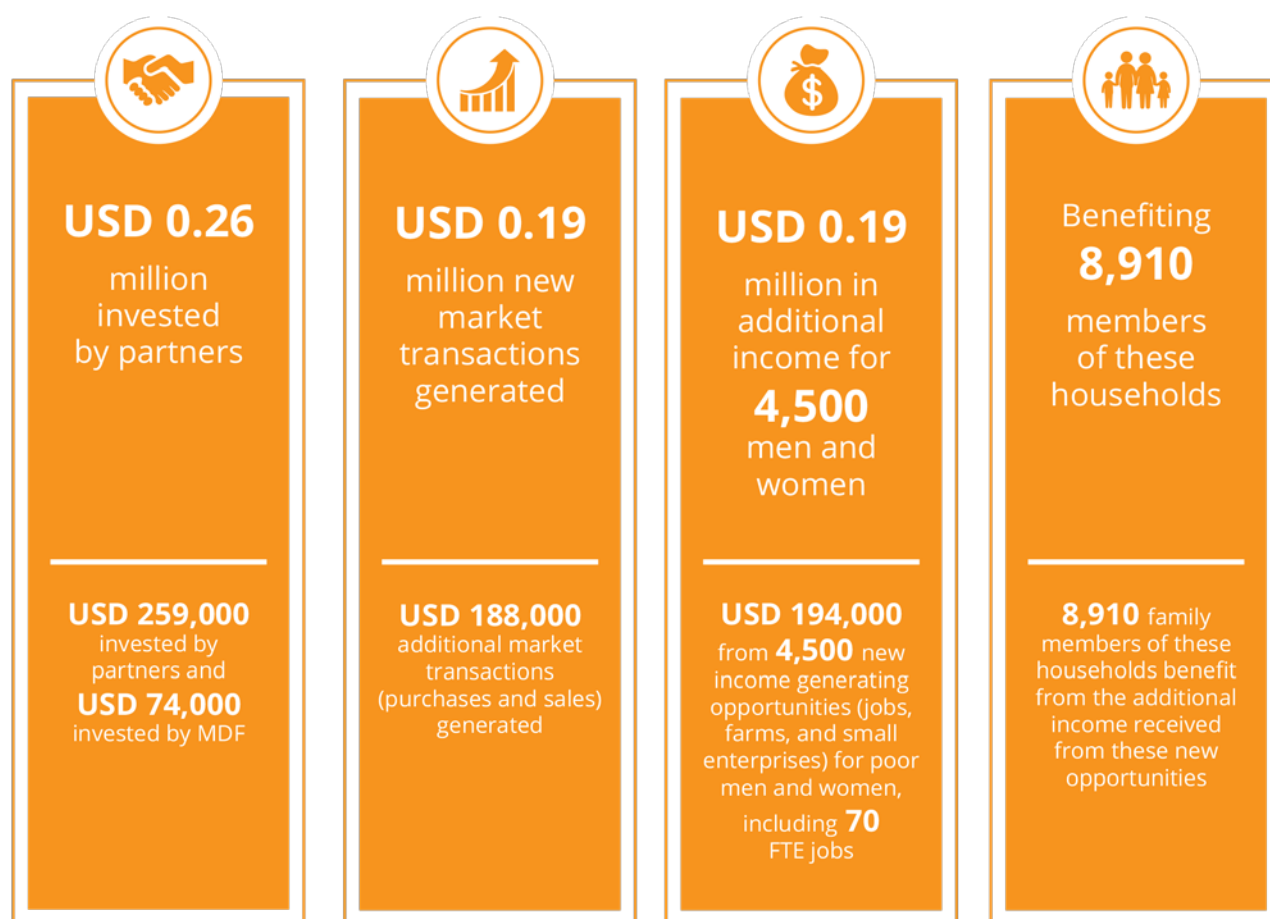 USD 0.26
million
invested
by partners
USD 259,000
invested by
partners and
USD 74,000
invested by MDF
USD 0.19
million new
market
transactions
generated
USD 188,000
additional market
transactions
(purchases and sales)
generated
$
USD 0.19
million in
additional
income for
4,500
men and
women
USD 194,000
from 4,500 new
income generating
opportunities (jobs,
farms, and small
enterprises) for poor
men and women,
including 70
FTE jobs
Benefiting
8,910
members
of these
households
8,910 family
members of these
households benefit
from the additional
income received
from these new
opportunities